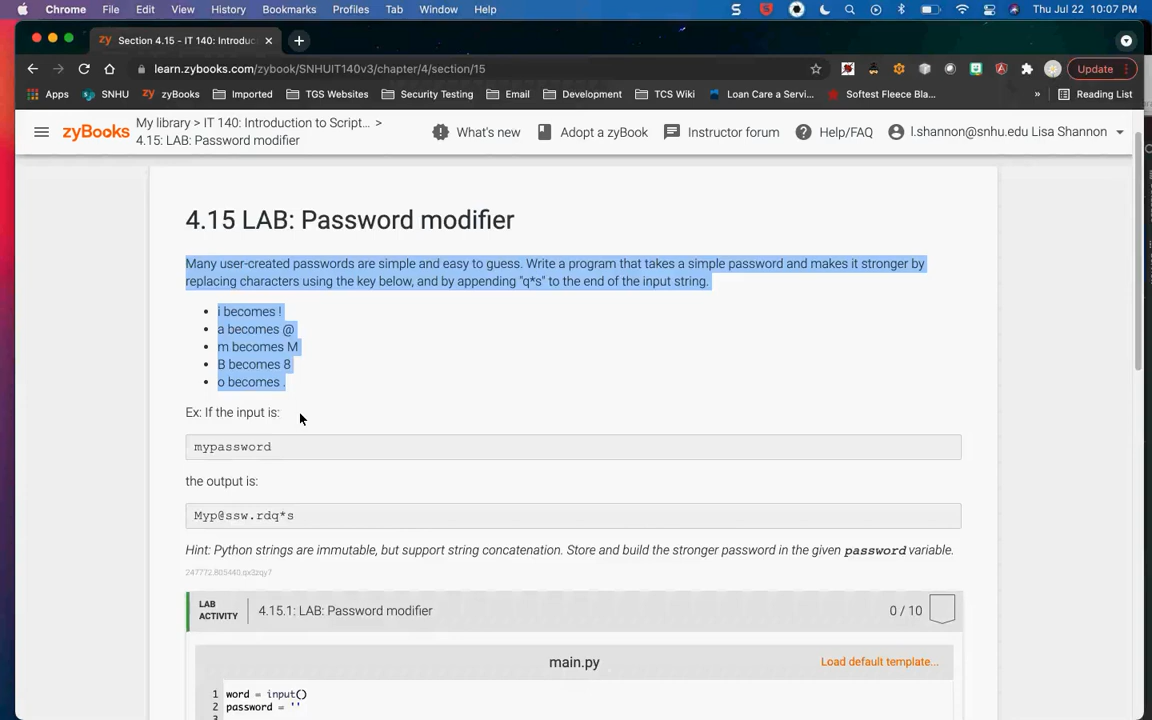 Chrome File Edit View History Bookmarks Profiles Tab Window Help Thu Jul 22 10:07 PM
Section 4.15 - IT 140: Introduc
learn.zybooks.com/zybook/SNHUIT140v3/chapter/4/section/15 Update
Apps SNHU zyBooks Imported TGS Websites Security Testing Email Development TCS Wiki Loan Care a Servi... Softest Fleece Bla... » Reading List
zyBooks My library > IT 140: Introduction to Script... >
4.15: LAB: Password modifier
What's new Adopt a zyBook Instructor forum Help/FAQ l.shannon@snhu.edu Lisa Shannon
4.15 LAB: Password modifier
Many user-created passwords are simple and easy to guess. Write a program that takes a simple password and makes it stronger by
replacing characters using the key below, and by appending "q*s" to the end of the input string.
• i becomes !
• a becomes @
• m becomes M
• B becomes 8
• o becomes .
Ex: If the input is:
mypassword
the output is:
Myp@ssw.rdq*s
Hint: Python strings are immutable, but support string concatenation. Store and build the stronger password in the given password variable.
247772.805440.qx3zqy7
LAB
ACTIVITY
4.15.1: LAB: Password modifier 0 / 10
main.py Load default template...
1 word = input()
2 password = ''